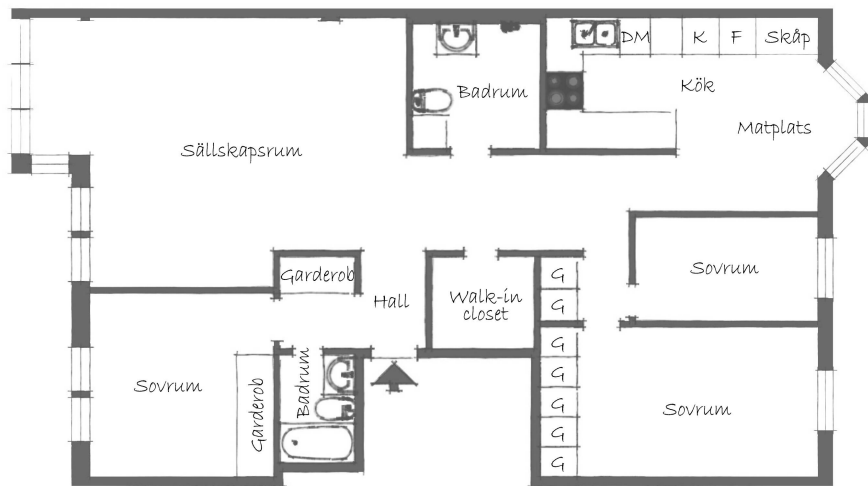 DM
K
F
Skåp
Badrum
Kök
Matplats
Sällskapsrum
Garderob
Hall
Walk-in
closet
G
G
Sovrum
Sovrum
Garderob
Badrum
G
G
G
G
G
Sovrum